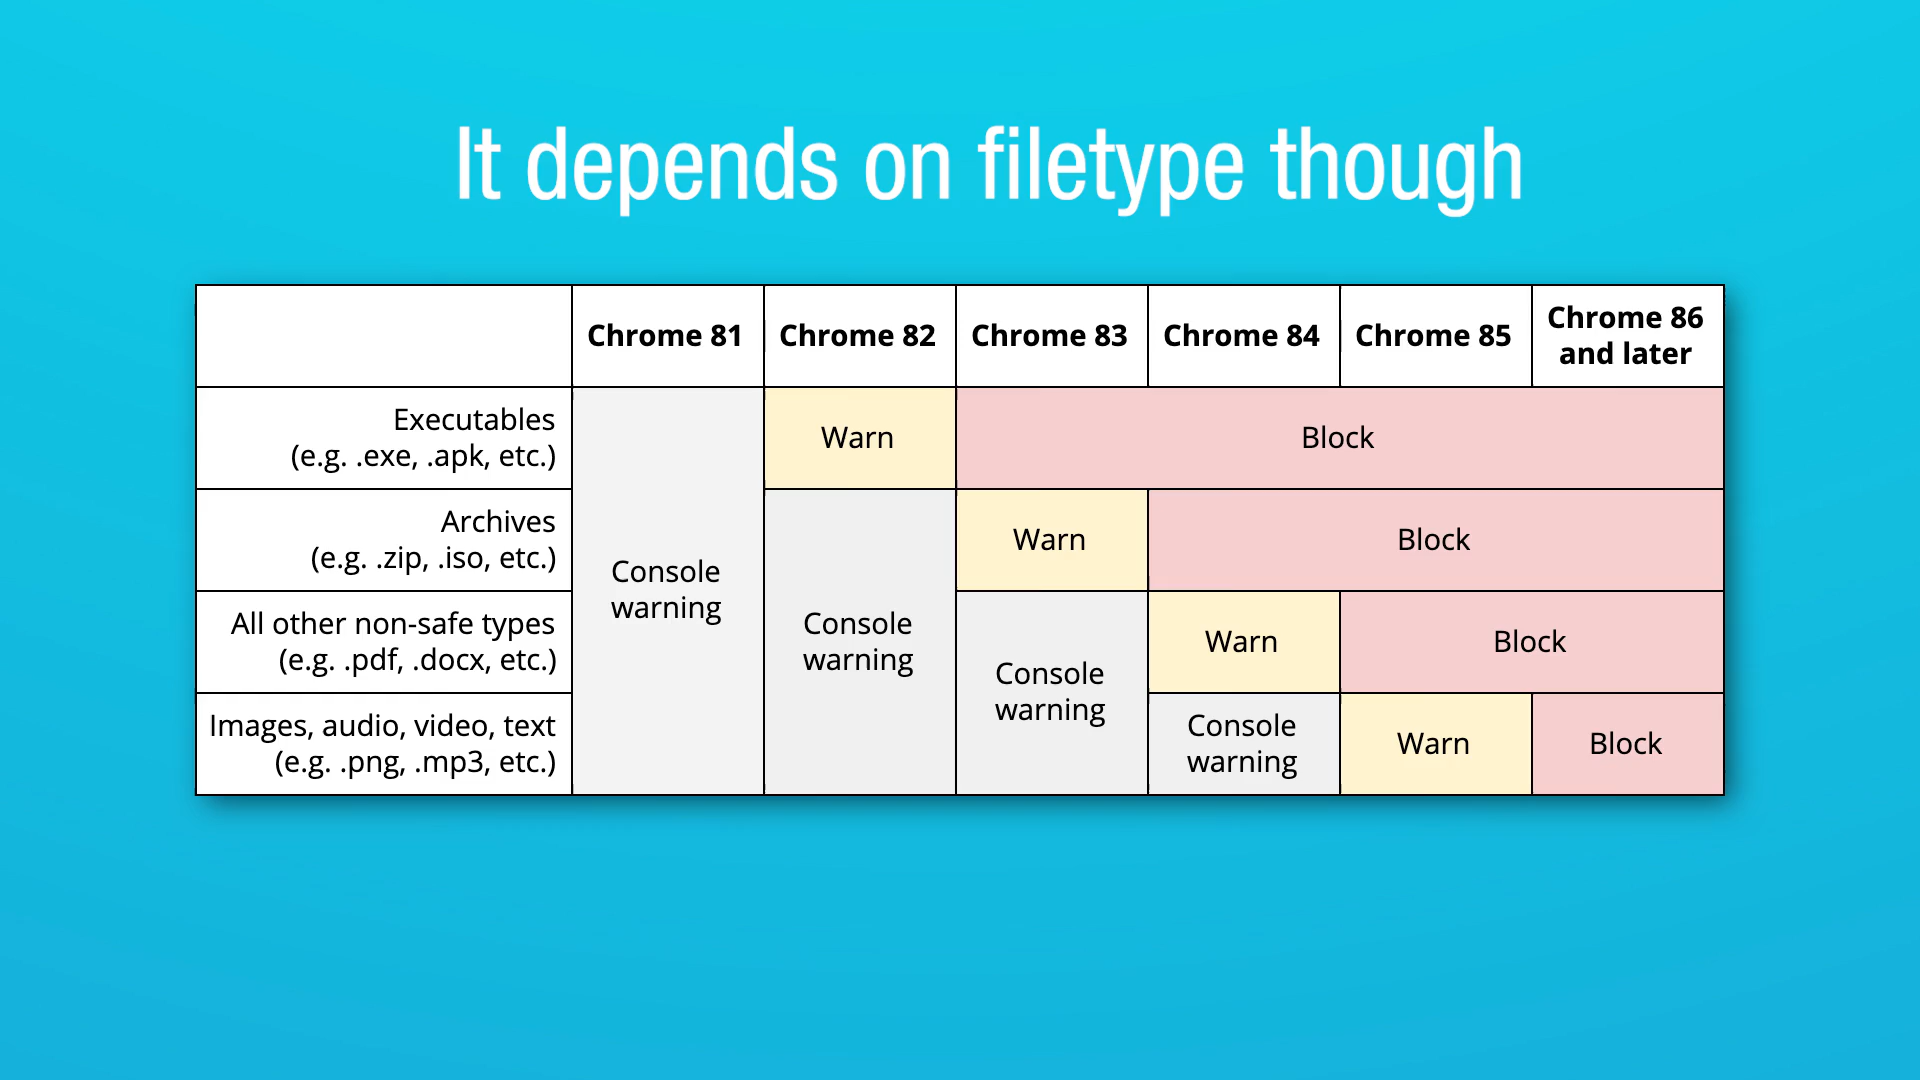 It depends on filetype though
Chrome 81
Chrome 82
Chrome 83
Chrome 84
Chrome 85
Chrome 86
and later
Executables
(e.g. .exe, .apk, etc.)
Console
warning
Warn
Block
Archives
(e.g. .zip, .iso, etc.)
Console
warning
Warn
Block
All other non-safe types
(e.g. .pdf, .docx, etc.)
Console
warning
Warn
Block
Images, audio, video, text
(e.g. .png, .mp3, etc.)
Console
warning
Warn
Block